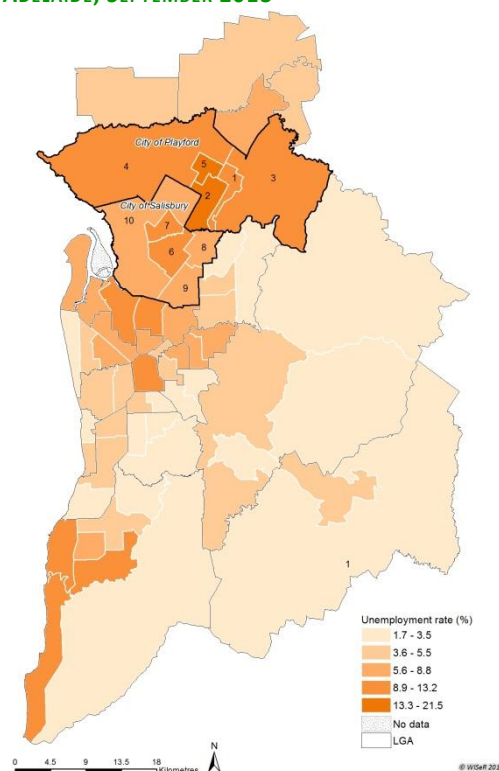 ADELAIDE, SEPTEMBER
City of Playford
4
5
1
3
2
City of Salisbury
10
7
8
6
9
1
Unemployment rate (%)
1.7 - 3.5
3.6 - 5.5
5.6 - 8.8
8.9 - 13.2
13.3 - 21.5
No data
LGA
0 4.5 9 13.5 18
Kilometres
N
© WISeR